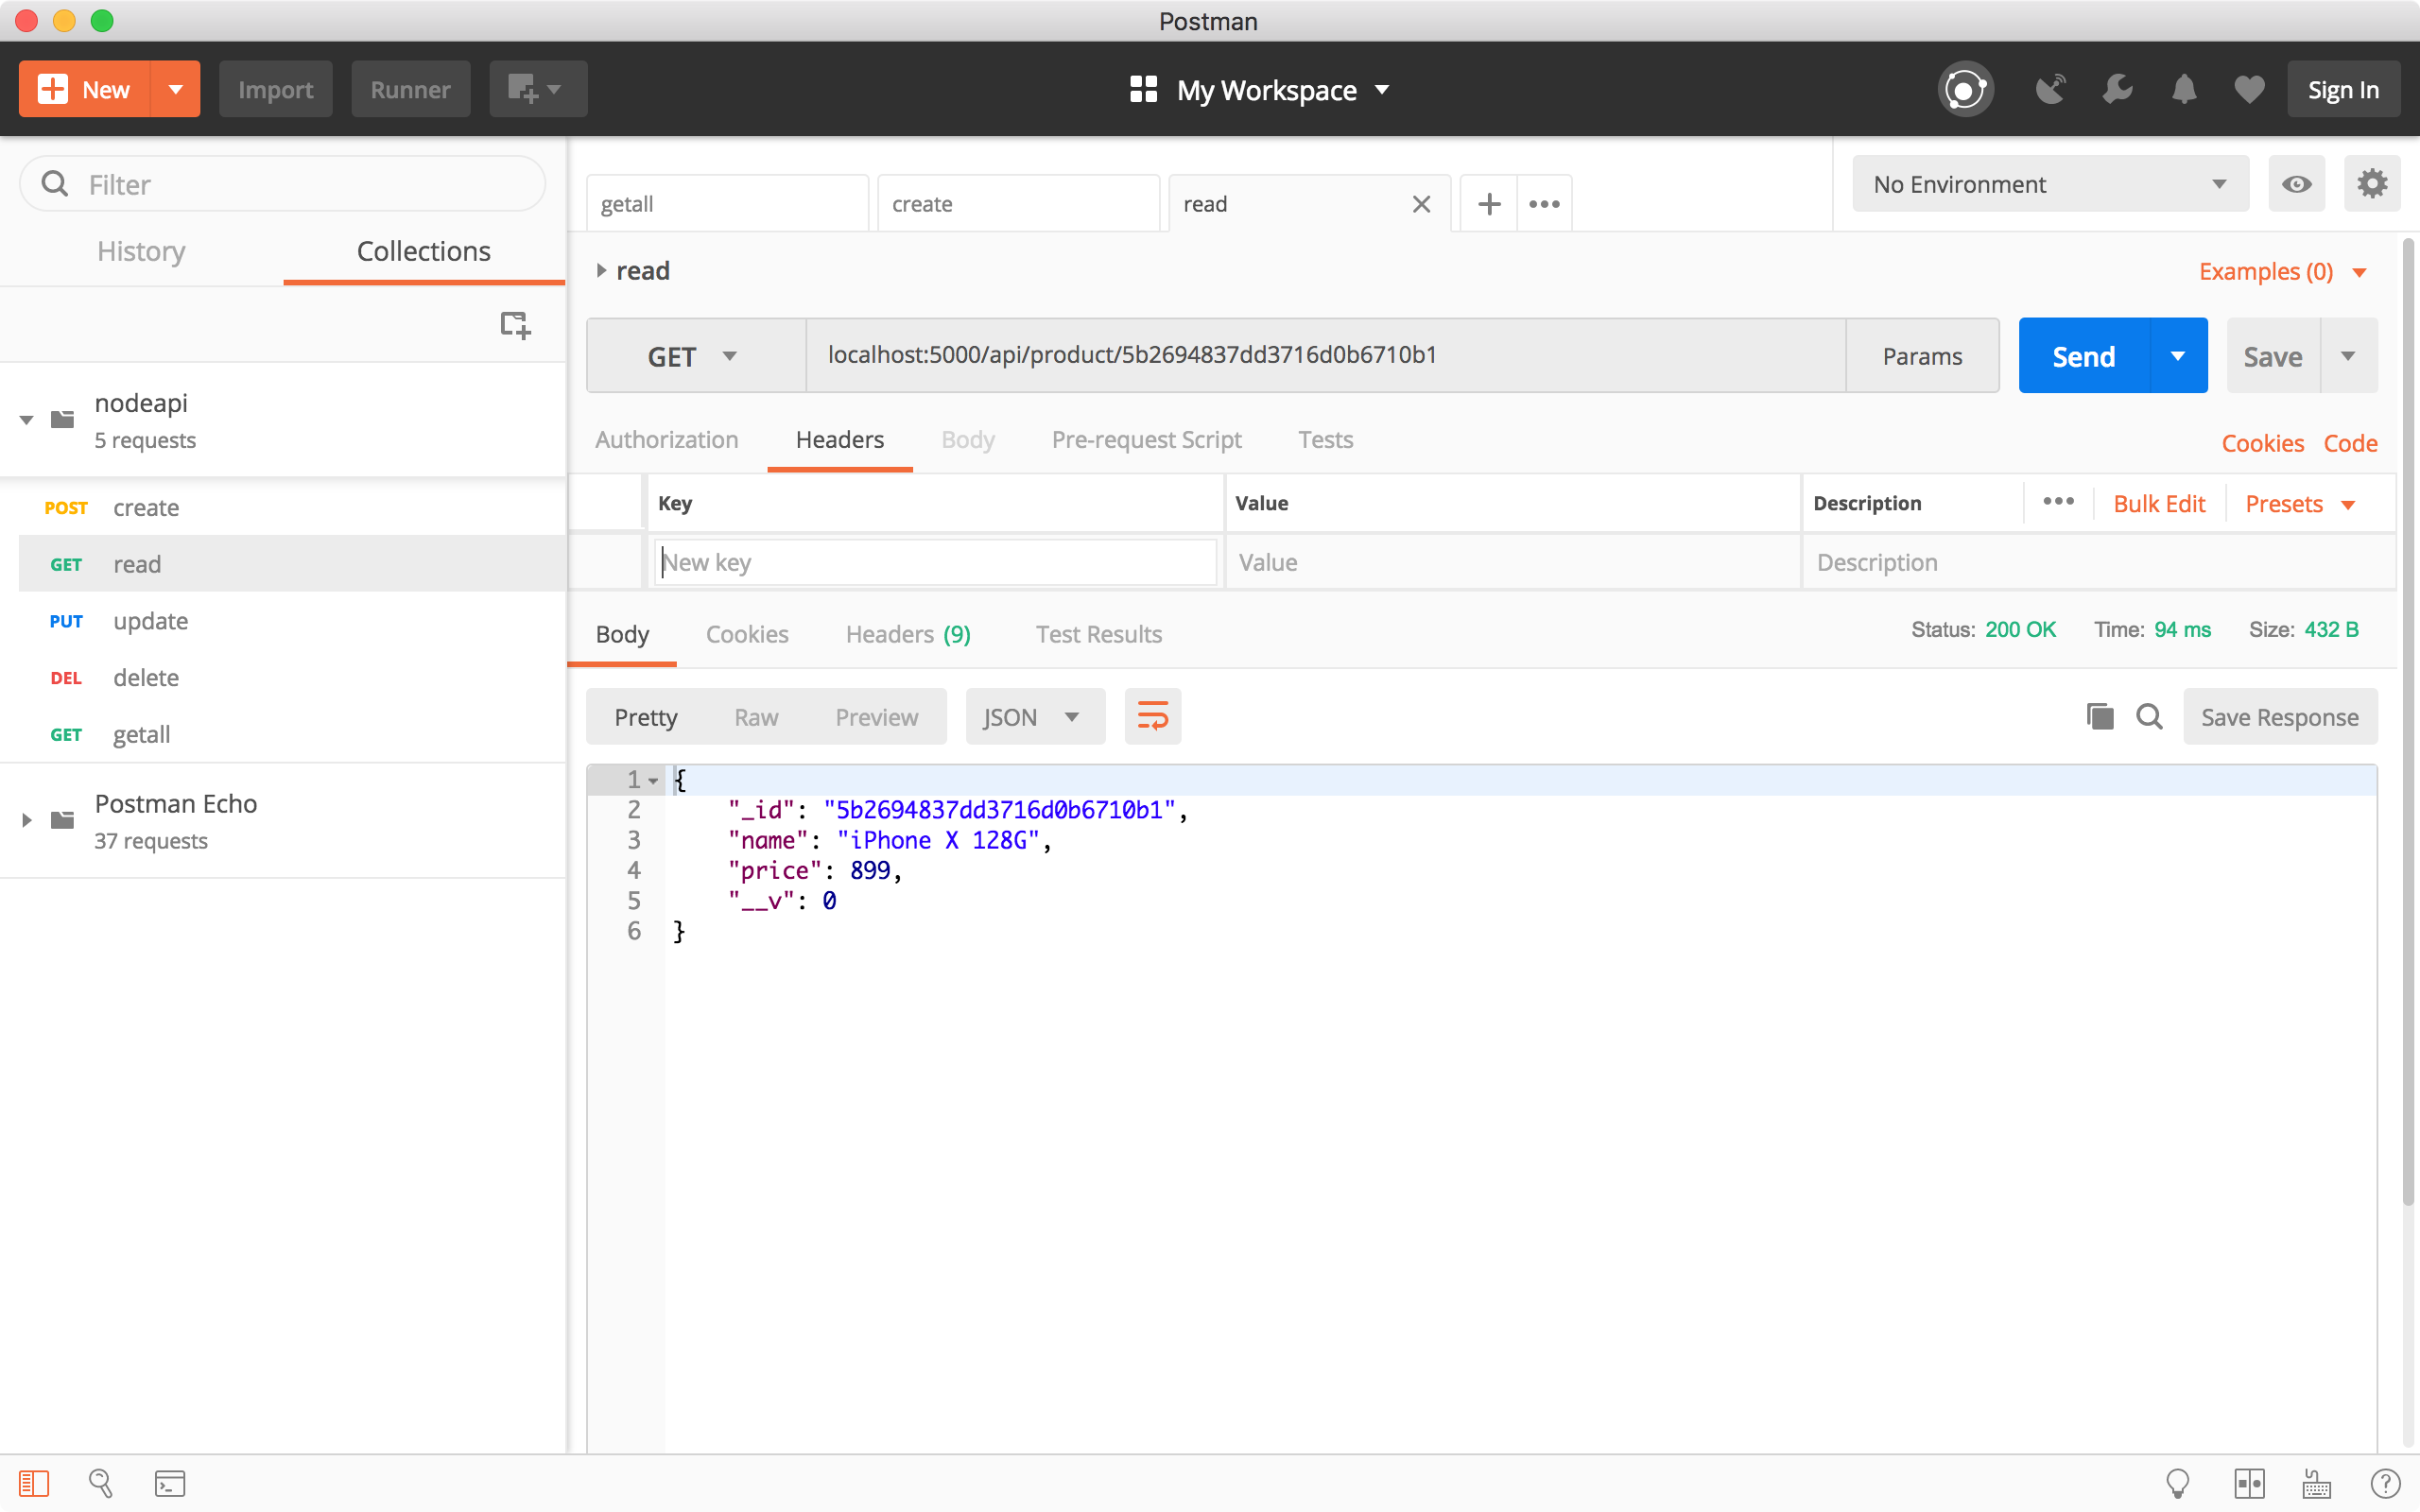 Postman
New
Import
Runner
My Workspace
Sign In
Filter
History
Collections
nodeapi
5 requests
POST create
GET read
PUT update
DEL delete
GET getall
Postman Echo
37 requests
getall
create
read
No Environment
read
Examples (0)
GET
localhost:5000/api/product/5b2694837dd3716d0b6710b1
Params
Send
Save
Authorization
Headers
Body
Pre-request Script
Tests
Cookies
Code
Key
Value
Description
Bulk Edit
Presets
New key
Value
Description
Body
Cookies
Headers (9)
Test Results
Status: 200 OK
Time: 94 ms
Size: 432 B
Pretty
Raw
Preview
JSON
Save Response
1 {
2 "_id": "5b2694837dd3716d0b6710b1",
3 "name": "iPhone X 128G",
4 "price": 899,
5 "__v": 0
6 }